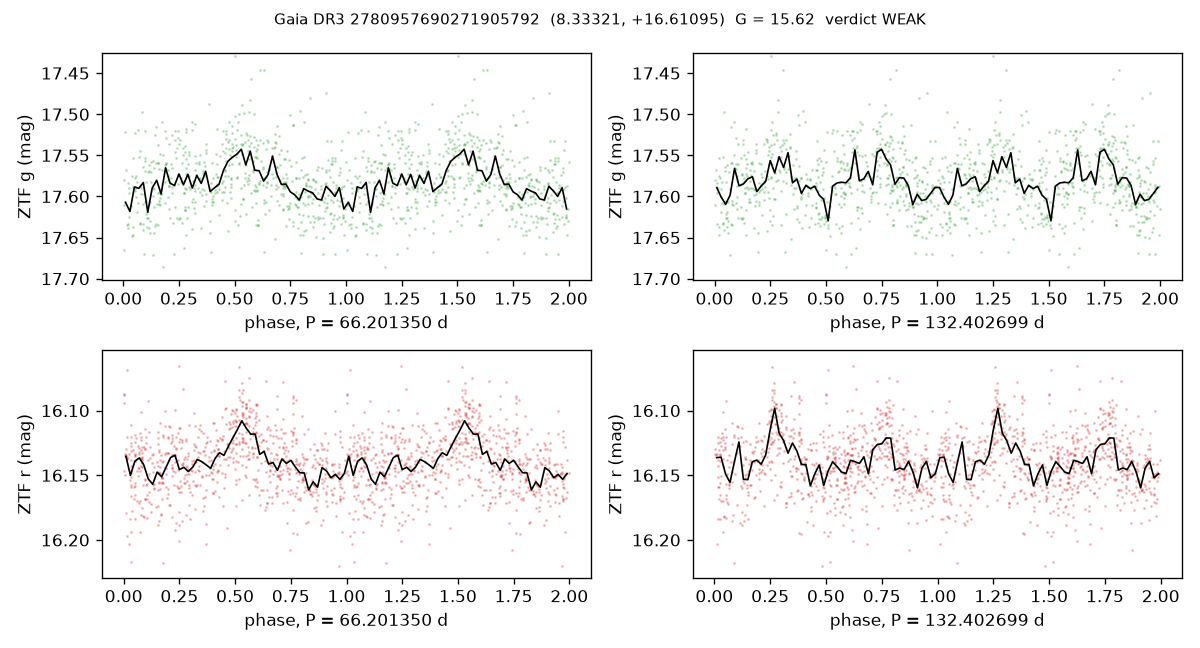 Gaia DR3 2780957690271905792 (8.33321, +16.61095) G = 15.62 verdict WEAK
ZTF g (mag)
17.45
17.50
17.55
17.60
17.65
17.70
0.00 0.25 0.50 0.75 1.00 1.25 1.50 1.75 2.00
phase, P = 66.201350 d
ZTF g (mag)
17.45
17.50
17.55
17.60
17.65
17.70
0.00 0.25 0.50 0.75 1.00 1.25 1.50 1.75 2.00
phase, P = 132.402699 d
ZTF r (mag)
16.10
16.15
16.20
0.00 0.25 0.50 0.75 1.00 1.25 1.50 1.75 2.00
phase, P = 66.201350 d
ZTF r (mag)
16.10
16.15
16.20
0.00 0.25 0.50 0.75 1.00 1.25 1.50 1.75 2.00
phase, P = 132.402699 d